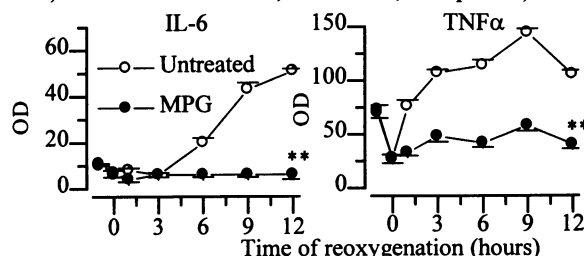 IL-6
TNFα
OD
60
40
20
0
Untreated
MPG
**
0 3 6 9 12
OD
150
100
50
0
**
0 3 6 9 12
Time of reoxygenation (hours)